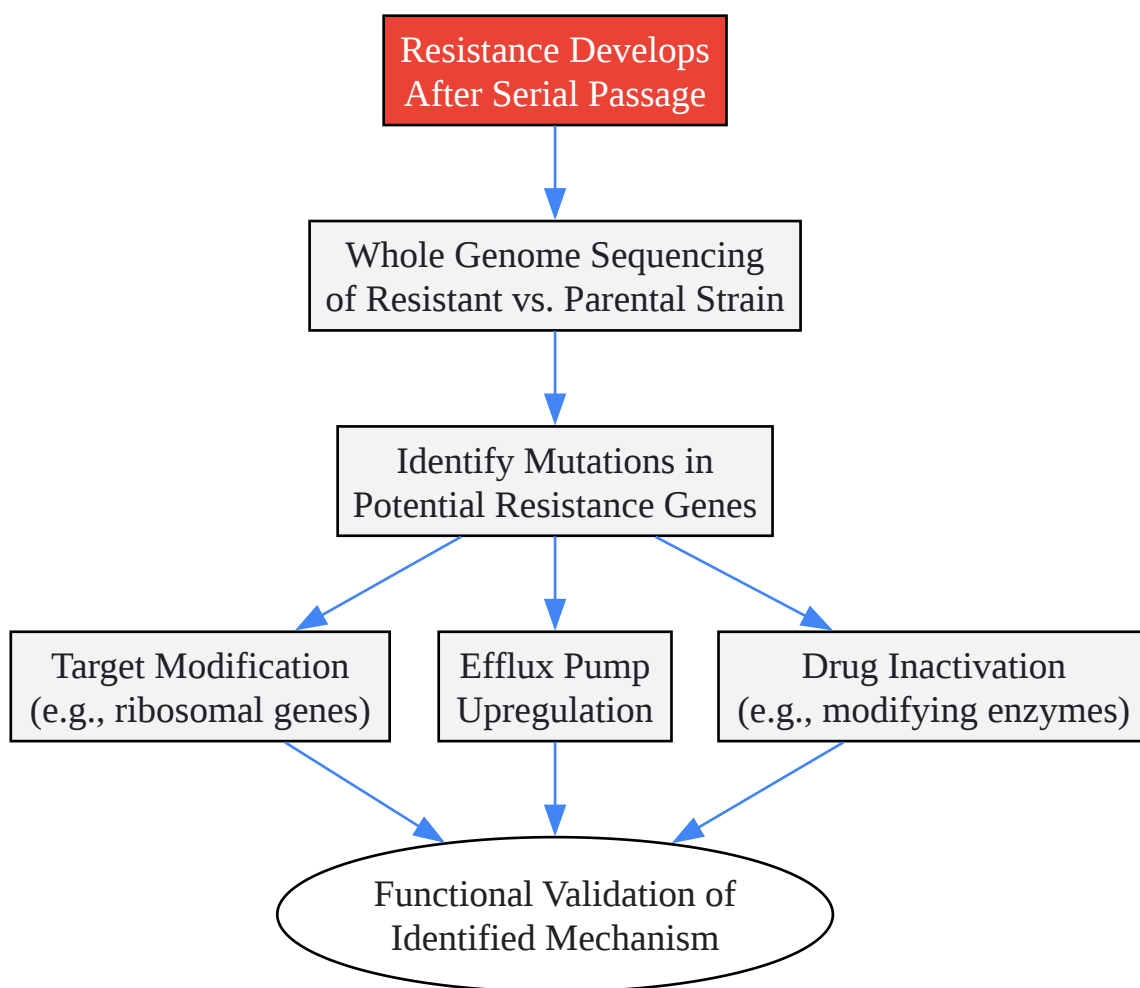 Resistance Develops
After Serial Passage
Whole Genome Sequencing
of Resistant vs. Parental Strain
Identify Mutations in
Potential Resistance Genes
Target Modification
(e.g., ribosomal genes)
Efflux Pump
Upregulation
Drug Inactivation
(e.g., modifying enzymes)
Functional Validation of
Identified Mechanism